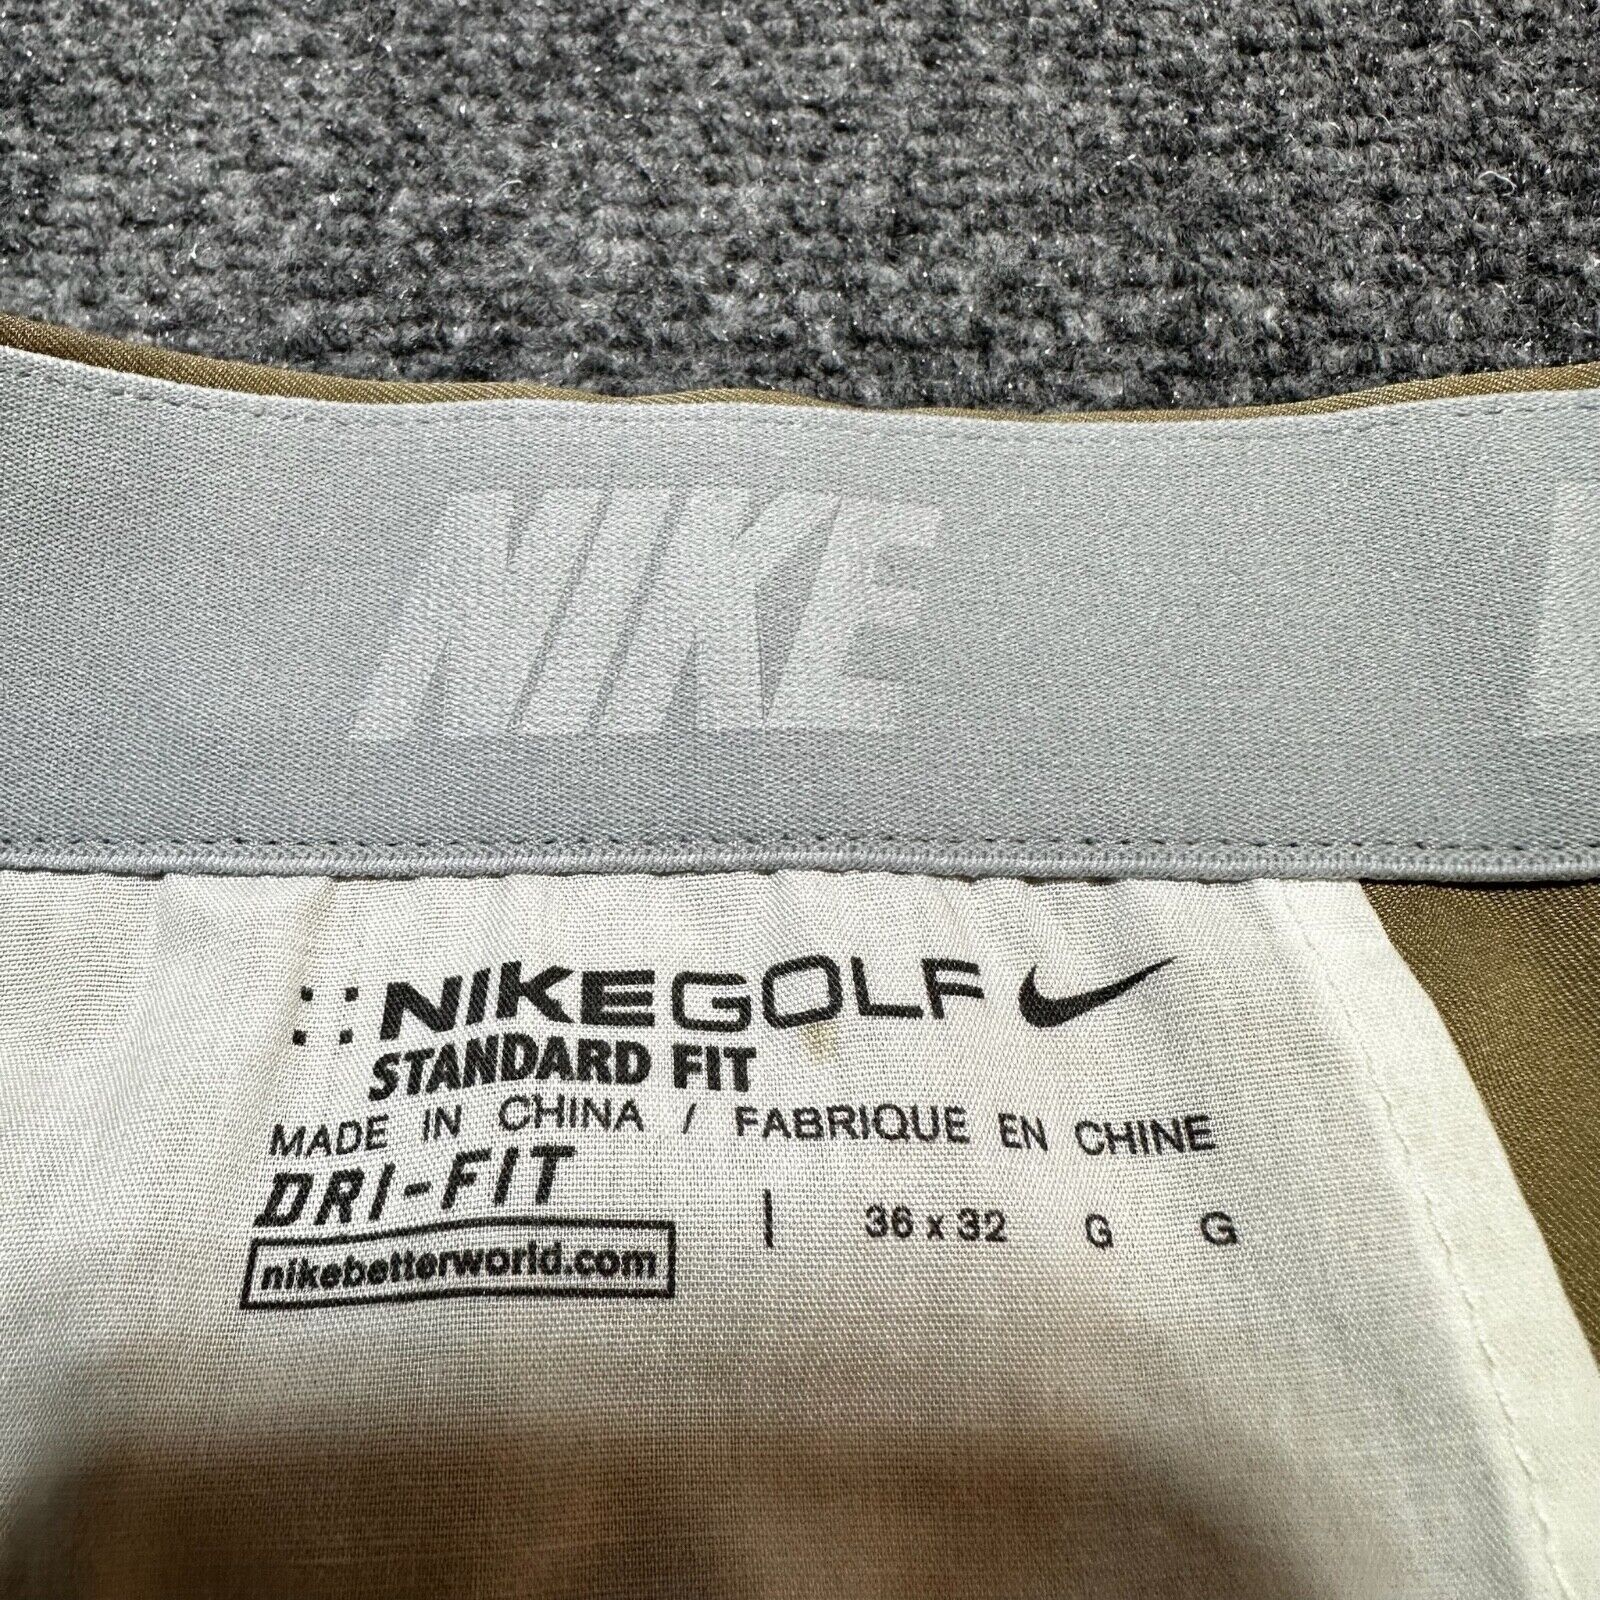 NIKE
NIKEGOLF
STANDARD FIT
MADE IN CHINA / FABRIQUE EN CHINE
DRI-FIT
36 x 32 G G
nikebetterworld.com